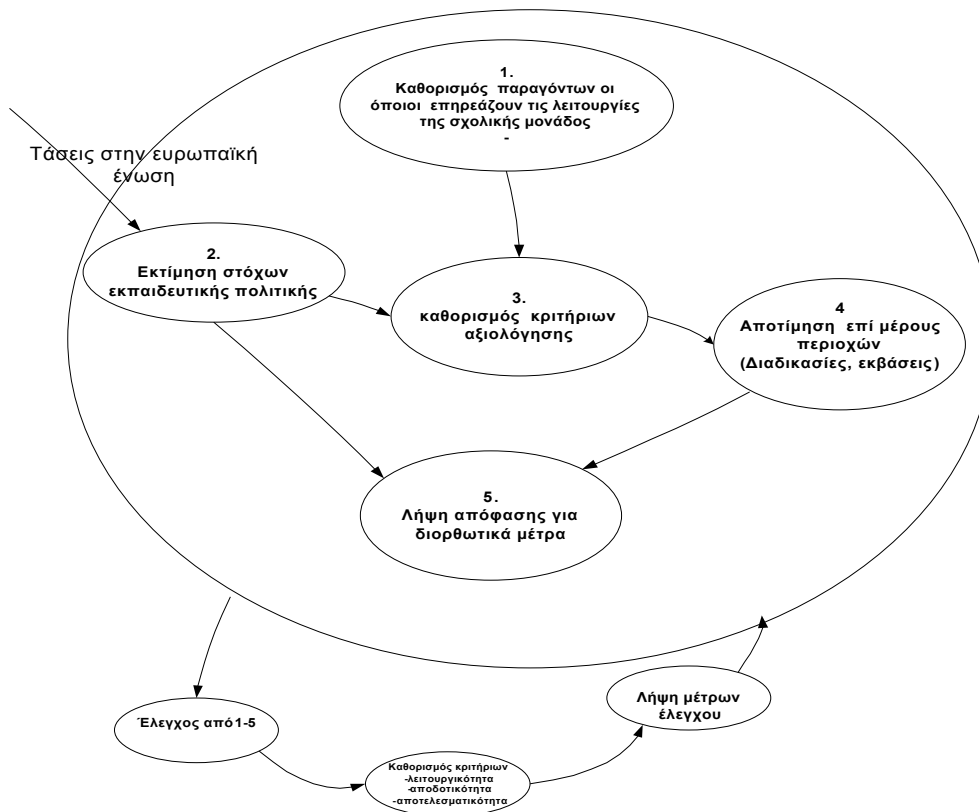 1.
Καθορισμός παραγόντων οι
όποιοι επηρεάζουν τις λειτουργίες
της σχολικής μονάδος
-
Τάσεις στην ευρωπαϊκή
ένωση
2.
Εκτίμηση στόχων
εκπαιδευτικής πολιτικής
3.
καθορισμός κριτήριων
αξιολόγησης
4
Αποτίμηση επί μέρους
περιοχών
(Διαδικασίες, εκβάσεις)
5.
Λήψη απόφασης για
διορθωτικά μέτρα
Έλεγχος από 1-5
Καθορισμός κριτήριων
-λειτουργικότητα
-αποδοτικότητα
-αποτελεσματικότητα
Λήψη μέτρων
έλεγχου